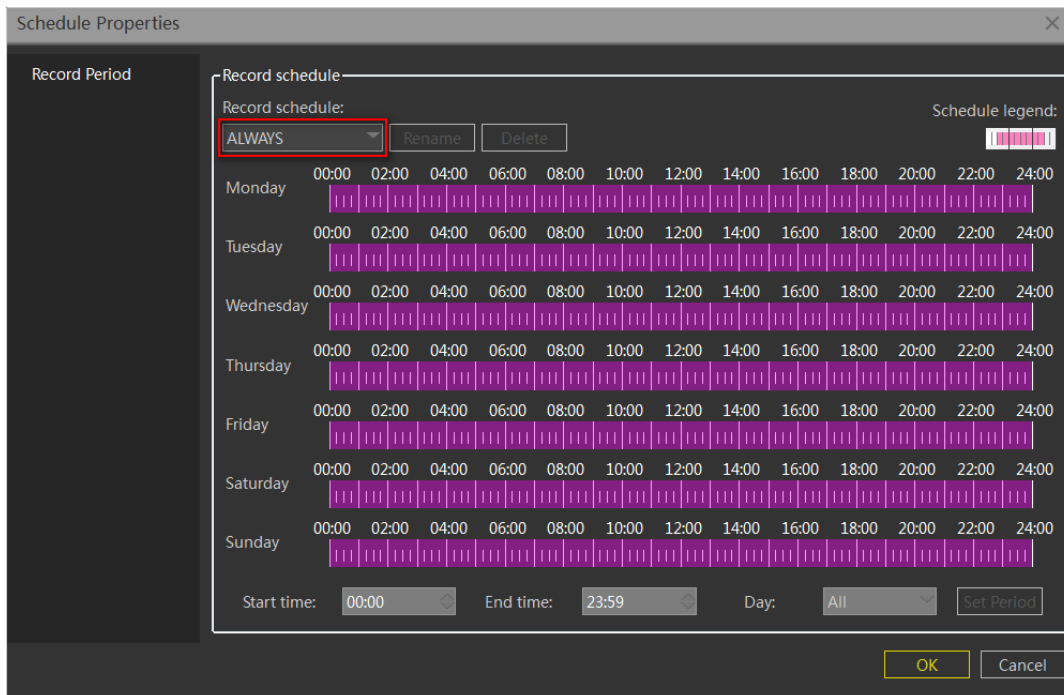 Schedule Properties
Record Period
Record schedule
Record schedule:
Schedule legend:
ALWAYS Rename Delete
00:00 02:00 04:00 06:00 08:00 10:00 12:00 14:00 16:00 18:00 20:00 22:00 24:00
Monday
00:00 02:00 04:00 06:00 08:00 10:00 12:00 14:00 16:00 18:00 20:00 22:00 24:00
Tuesday
00:00 02:00 04:00 06:00 08:00 10:00 12:00 14:00 16:00 18:00 20:00 22:00 24:00
Wednesday
00:00 02:00 04:00 06:00 08:00 10:00 12:00 14:00 16:00 18:00 20:00 22:00 24:00
Thursday
00:00 02:00 04:00 06:00 08:00 10:00 12:00 14:00 16:00 18:00 20:00 22:00 24:00
Friday
00:00 02:00 04:00 06:00 08:00 10:00 12:00 14:00 16:00 18:00 20:00 22:00 24:00
Saturday
00:00 02:00 04:00 06:00 08:00 10:00 12:00 14:00 16:00 18:00 20:00 22:00 24:00
Sunday
Start time: 00:00 End time: 23:59 Day: All Set Period
OK Cancel